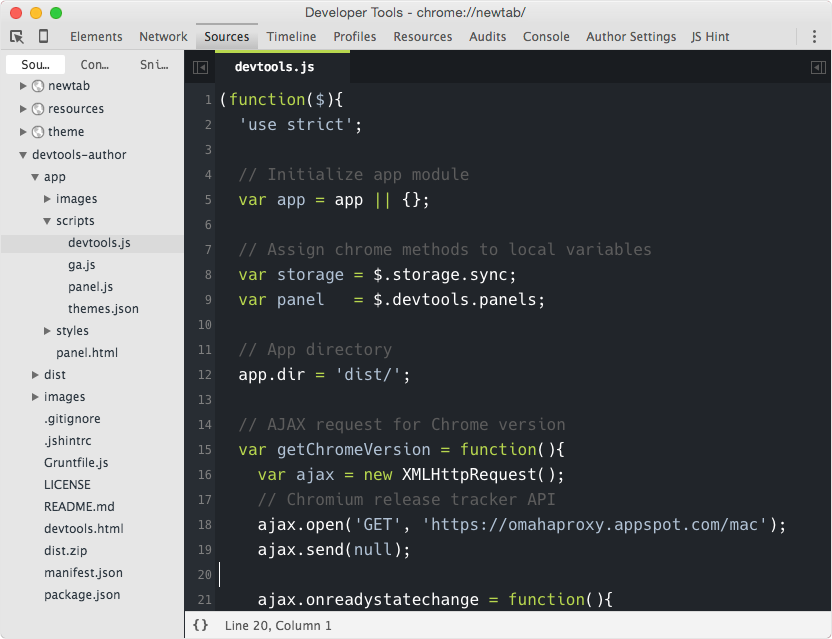 Developer Tools - chrome://newtab/
Elements Network Sources Timeline Profiles Resources Audits Console Author Settings JS Hint
Sou... Con... Sni...
newtab
resources
theme
devtools-author
app
images
scripts
devtools.js
ga.js
panel.js
themes.json
styles
panel.html
dist
images
.gitignore
.jshintrc
Gruntfile.js
LICENSE
README.md
devtools.html
dist.zip
manifest.json
package.json
devtools.js
1 (function($){
2   'use strict';
3
4   // Initialize app module
5   var app = app || {};
6
7   // Assign chrome methods to local variables
8   var storage = $.storage.sync;
9   var panel   = $.devtools.panels;
10
11   // App directory
12   app.dir = 'dist/';
13
14   // AJAX request for Chrome version
15   var getChromeVersion = function(){
16     var ajax = new XMLHttpRequest();
17     // Chromium release tracker API
18     ajax.open('GET', 'https://omahaproxy.appspot.com/mac');
19     ajax.send(null);
20
21     ajax.onreadystatechange = function(){
{} Line 20, Column 1